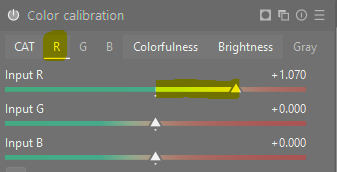 Color calibration
CAT R G B Colorfulness Brightness Gray
Input R +1.070
Input G +0.000
Input B +0.000